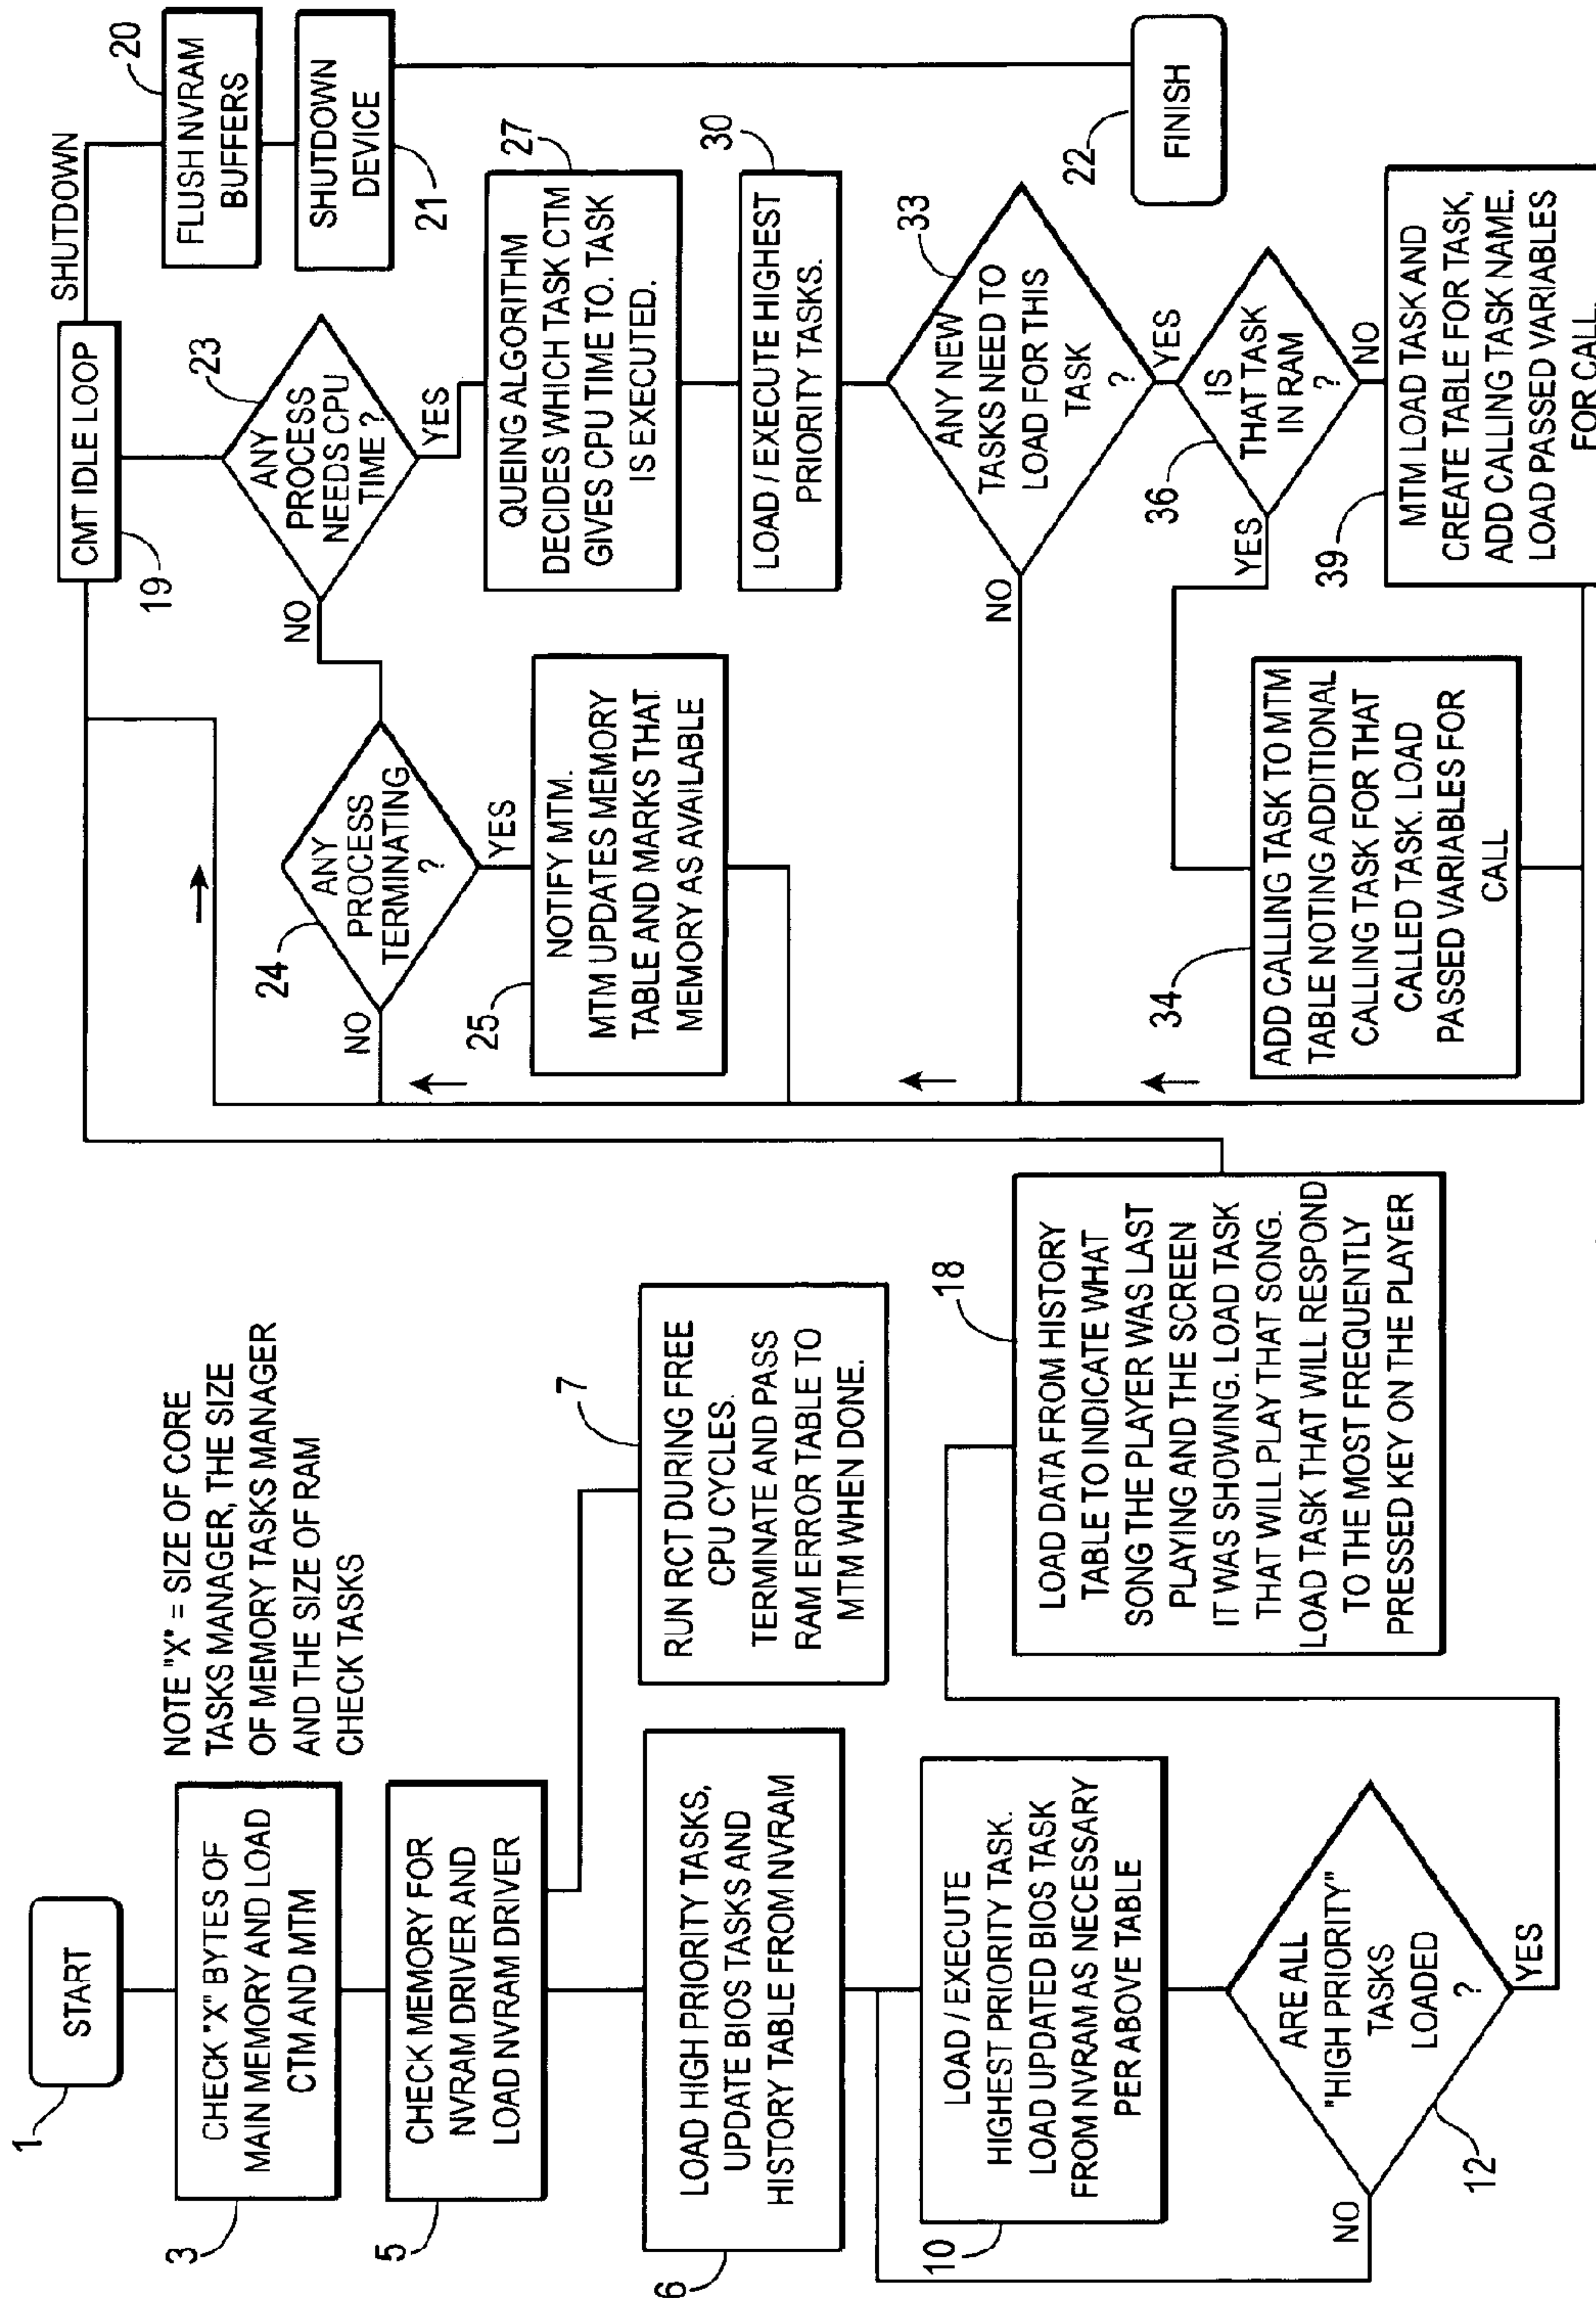 1
START
NOTE "X" = SIZE OF CORE
TASKS MANAGER, THE SIZE
OF MEMORY TASKS MANAGER
AND THE SIZE OF RAM
CHECK TASKS
3
CHECK "X" BYTES OF
MAIN MEMORY AND LOAD
CTM AND MTM
5
CHECK MEMORY FOR
NVRAM DRIVER AND
LOAD NVRAM DRIVER
7
RUN RCT DURING FREE
CPU CYCLES.
TERMINATE AND PASS
RAM ERROR TABLE TO
MTM WHEN DONE.
6
LOAD HIGH PRIORITY TASKS,
UPDATE BIOS TASKS AND
HISTORY TABLE FROM NVRAM
10
LOAD / EXECUTE
HIGHEST PRIORITY TASK.
LOAD UPDATED BIOS TASK
FROM NVRAM AS NECESSARY
PER ABOVE TABLE
12
ARE ALL
"HIGH PRIORITY"
TASKS
LOADED
?
NO
YES
18
LOAD DATA FROM HISTORY
TABLE TO INDICATE WHAT
SONG THE PLAYER WAS LAST
PLAYING AND THE SCREEN
IT WAS SHOWING. LOAD TASK
THAT WILL PLAY THAT SONG.
LOAD TASK THAT WILL RESPOND
TO THE MOST FREQUENTLY
PRESSED KEY ON THE PLAYER
19
CMT IDLE LOOP
SHUTDOWN
20
FLUSH NVRAM
BUFFERS
SHUTDOWN
DEVICE
21
22
FINISH
23
ANY
PROCESS
NEEDS CPU
TIME ?
NO
YES
24
ANY
PROCESS
TERMINATING
?
NO
YES
25
NOTIFY MTM.
MTM UPDATES MEMORY
TABLE AND MARKS THAT
MEMORY AS AVAILABLE
27
QUEING ALGORITHM
DECIDES WHICH TASK CTM
GIVES CPU TIME TO. TASK
IS EXECUTED.
30
LOAD / EXECUTE HIGHEST
PRIORITY TASKS.
33
ANY NEW
TASKS NEED TO
LOAD FOR THIS
TASK
?
NO
YES
36
IS
THAT TASK
IN RAM
?
YES
NO
34
ADD CALLING TASK TO MTM
TABLE NOTING ADDITIONAL
CALLING TASK FOR THAT
CALLED TASK. LOAD
PASSED VARIABLES FOR
CALL
39
MTM LOAD TASK AND
CREATE TABLE FOR TASK,
ADD CALLING TASK NAME.
LOAD PASSED VARIABLES
FOR CALL.